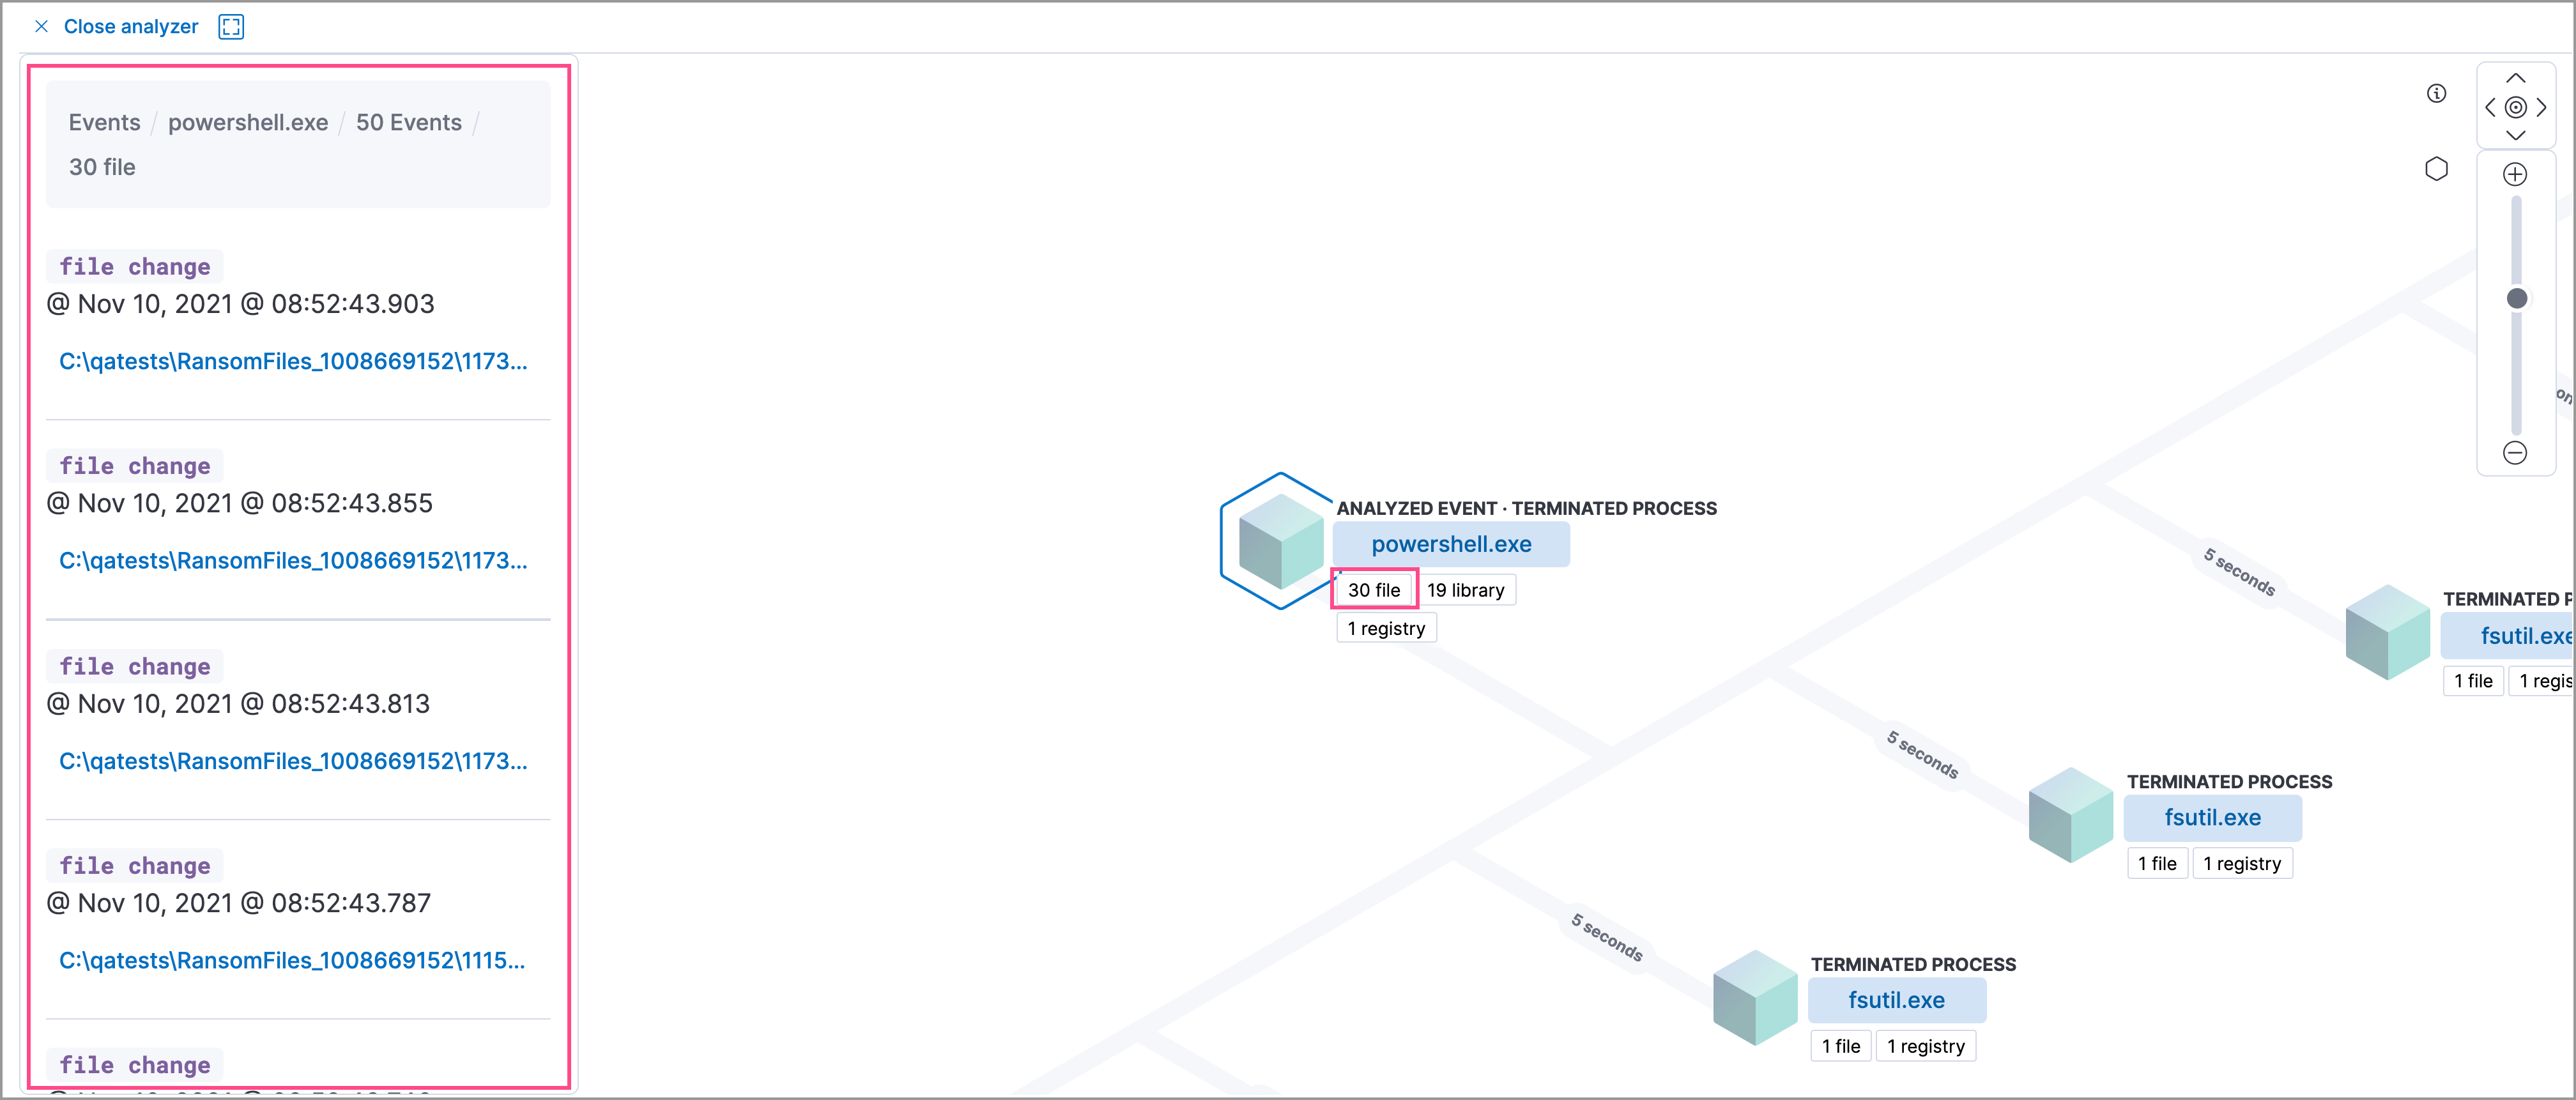 Close analyzer
Events / powershell.exe / 50 Events /
30 file
file change
@ Nov 10, 2021 @ 08:52:43.903
C:\qatests\RansomFiles_1008669152\1173...
file change
@ Nov 10, 2021 @ 08:52:43.855
C:\qatests\RansomFiles_1008669152\1173...
file change
@ Nov 10, 2021 @ 08:52:43.813
C:\qatests\RansomFiles_1008669152\1173...
file change
@ Nov 10, 2021 @ 08:52:43.787
C:\qatests\RansomFiles_1008669152\1115...
file change
ANALYZED EVENT · TERMINATED PROCESS
powershell.exe
30 file 19 library
1 registry
5 seconds
TERMINATED P
fsutil.exe
1 file 1 regis
5 seconds
TERMINATED PROCESS
fsutil.exe
1 file 1 registry
5 seconds
TERMINATED PROCESS
fsutil.exe
1 file 1 registry